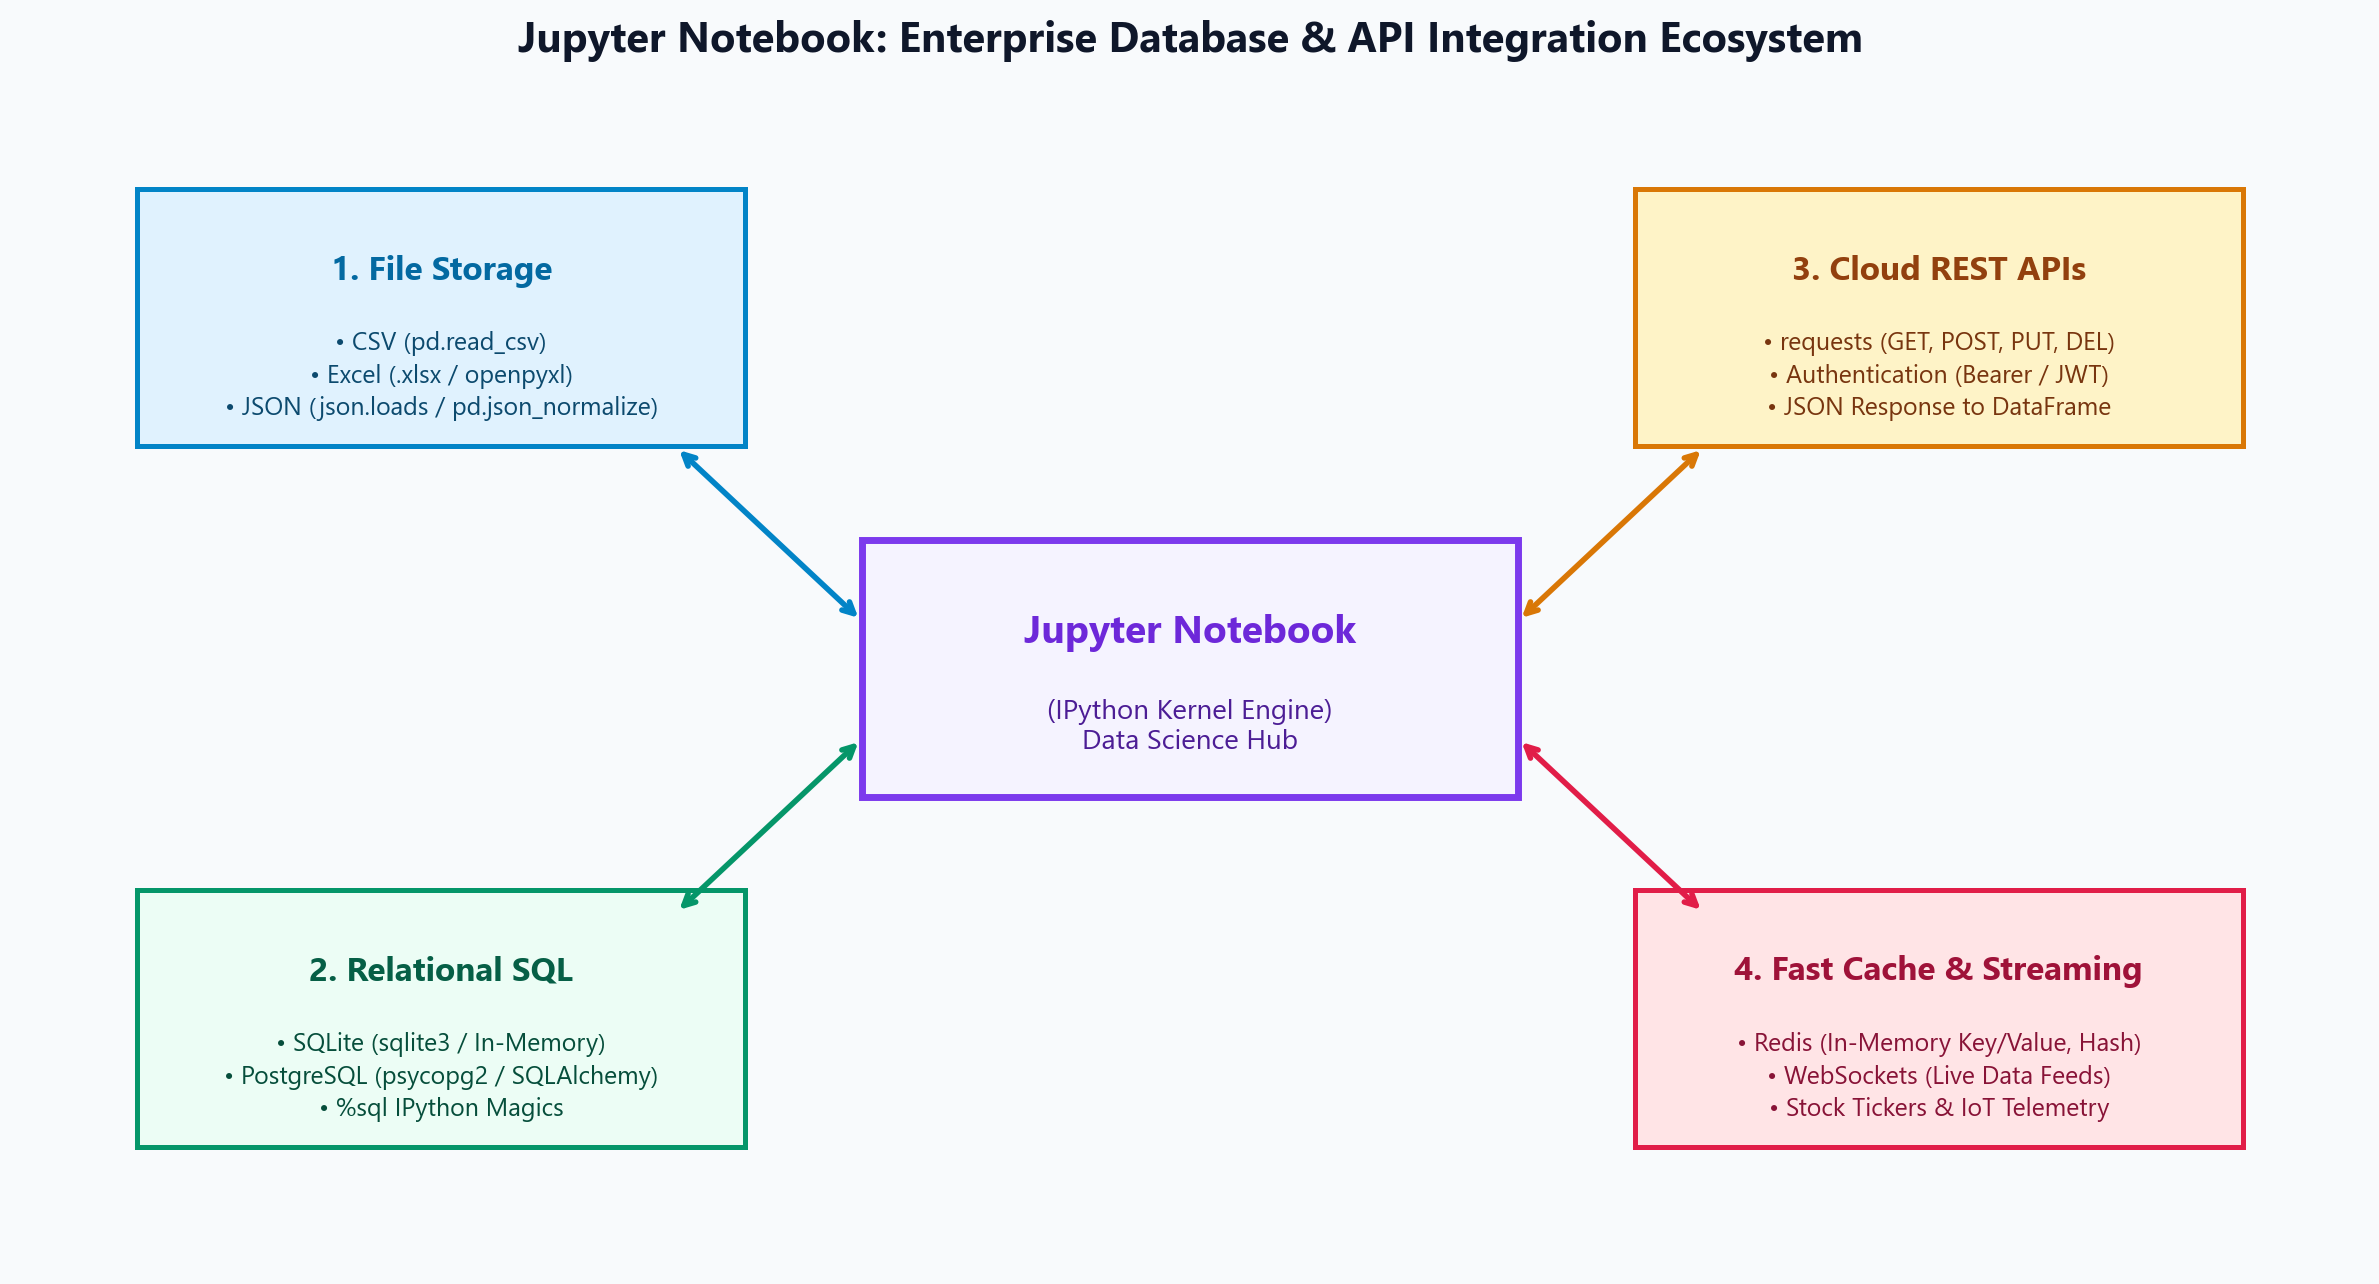 Jupyter Notebook: Enterprise Database & API Integration Ecosystem
1. File Storage
• CSV (pd.read_csv)
• Excel (.xlsx / openpyxl)
• JSON (json.loads / pd.json_normalize)
3. Cloud REST APIs
• requests (GET, POST, PUT, DEL)
• Authentication (Bearer / JWT)
• JSON Response to DataFrame
Jupyter Notebook
(IPython Kernel Engine)
Data Science Hub
2. Relational SQL
• SQLite (sqlite3 / In-Memory)
• PostgreSQL (psycopg2 / SQLAlchemy)
• %sql IPython Magics
4. Fast Cache & Streaming
• Redis (In-Memory Key/Value, Hash)
• WebSockets (Live Data Feeds)
• Stock Tickers & IoT Telemetry